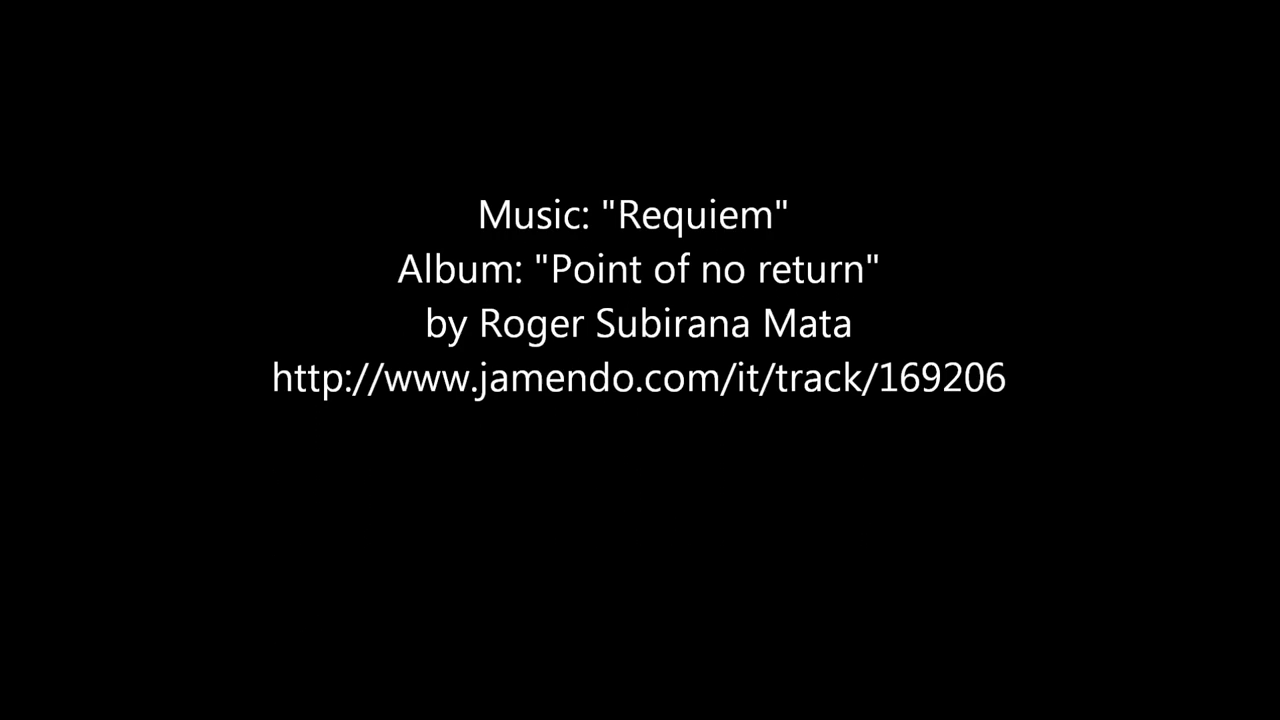 Music: "Requiem"
Album: "Point of no return"
by Roger Subirana Mata
http://www.jamendo.com/it/track/169206